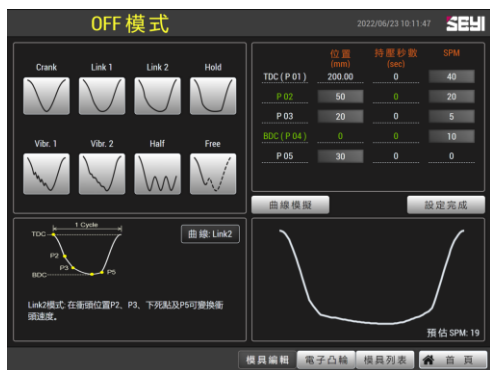 OFF 模式
2022/06/23 10:11:47
SEYI
Crank
Link 1
Link 2
Hold
Vibr. 1
Vibr. 2
Half
Free
位置
(mm)
持壓秒數
(sec)
SPM
TDC ( P 01 ) 200.00 0 40
P 02 50 0 20
P 03 20 0 5
BDC ( P 04 ) 0 0 10
P 05 30 0 0
曲線模擬
設定完成
1 Cycle
TDC
P2
P3
P5
BDC
曲線: Link2
Link2模式: 在衝頭位置P2、P3、下死點及P5可變換衝
頭速度。
預估 SPM: 19
模具編輯
電子凸輪
模具列表
首 頁